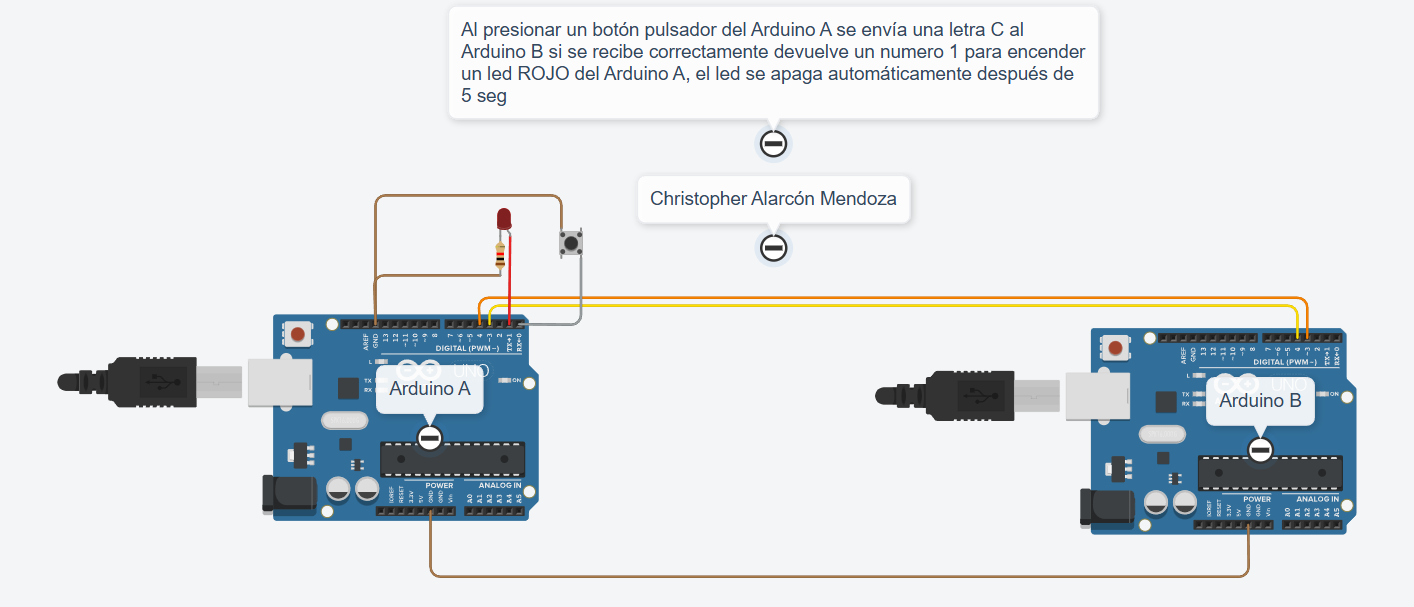 Al presionar un botón pulsador del Arduino A se envía una letra C al
Arduino B si se recibe correctamente devuelve un numero 1 para encender
un led ROJO del Arduino A, el led se apaga automáticamente después de
5 seg
Christopher Alarcón Mendoza
AREF
GND
13
12
~11
~10
~9
8
7
~6
~5
4
~3
2
TX→1
RX←0
DIGITAL (PWM~)
L
TX
RX
UNO
ON
Arduino A
POWER
ANALOG IN
IOREF
RESET
3.3V
5V
GND
GND
Vin
A0
A1
A2
A3
A4
A5
AREF
GND
13
12
~11
~10
~9
8
7
~6
~5
4
~3
2
TX→1
RX←0
DIGITAL (PWM~)
L
TX
RX
UNO
ON
Arduino B
POWER
ANALOG IN
IOREF
RESET
3.3V
5V
GND
GND
Vin
A0
A1
A2
A3
A4
A5